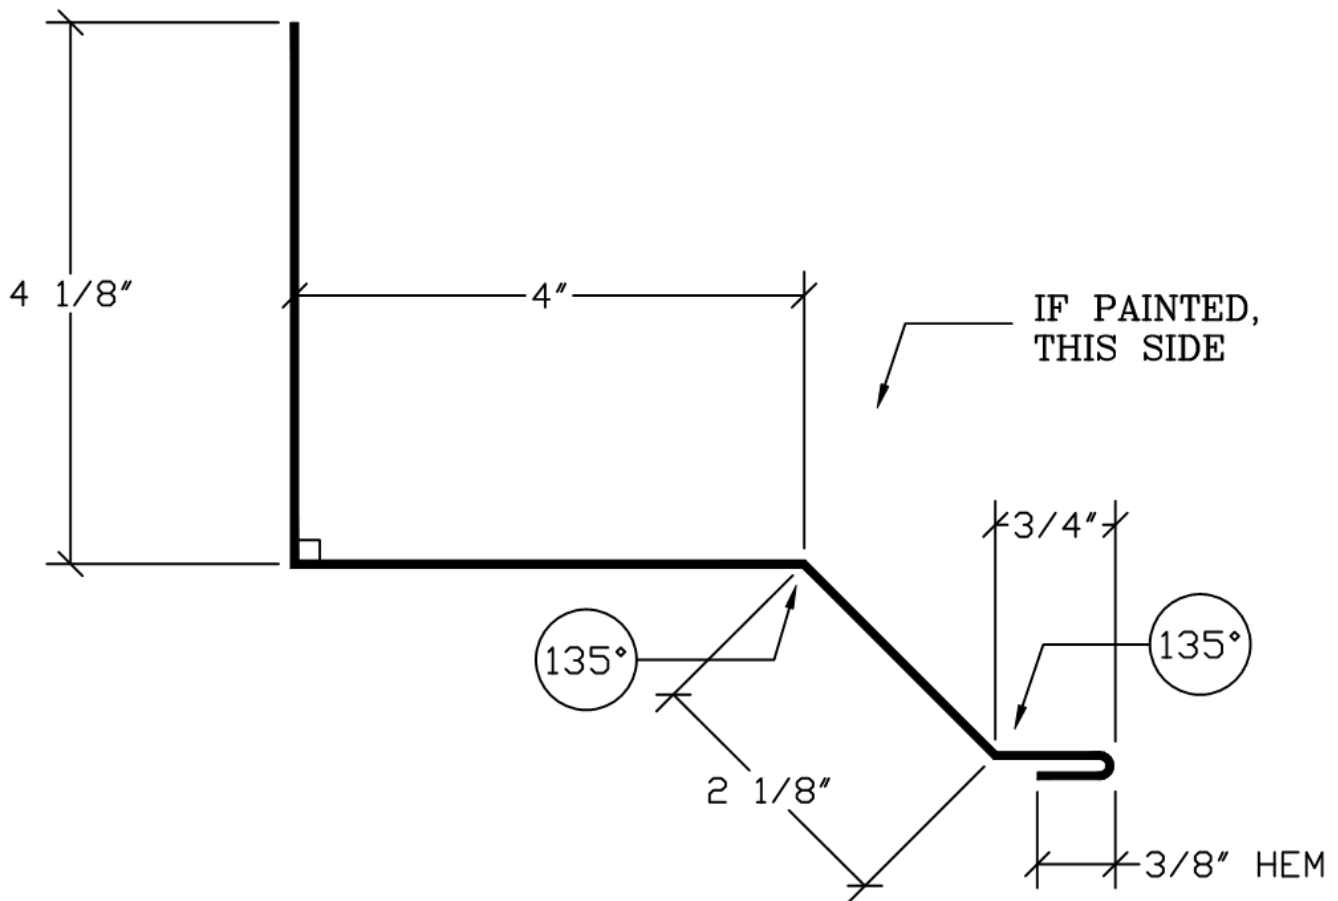 4 1/8"
4"
IF PAINTED,
THIS SIDE
3/4"
135°
135°
2 1/8"
3/8" HEM